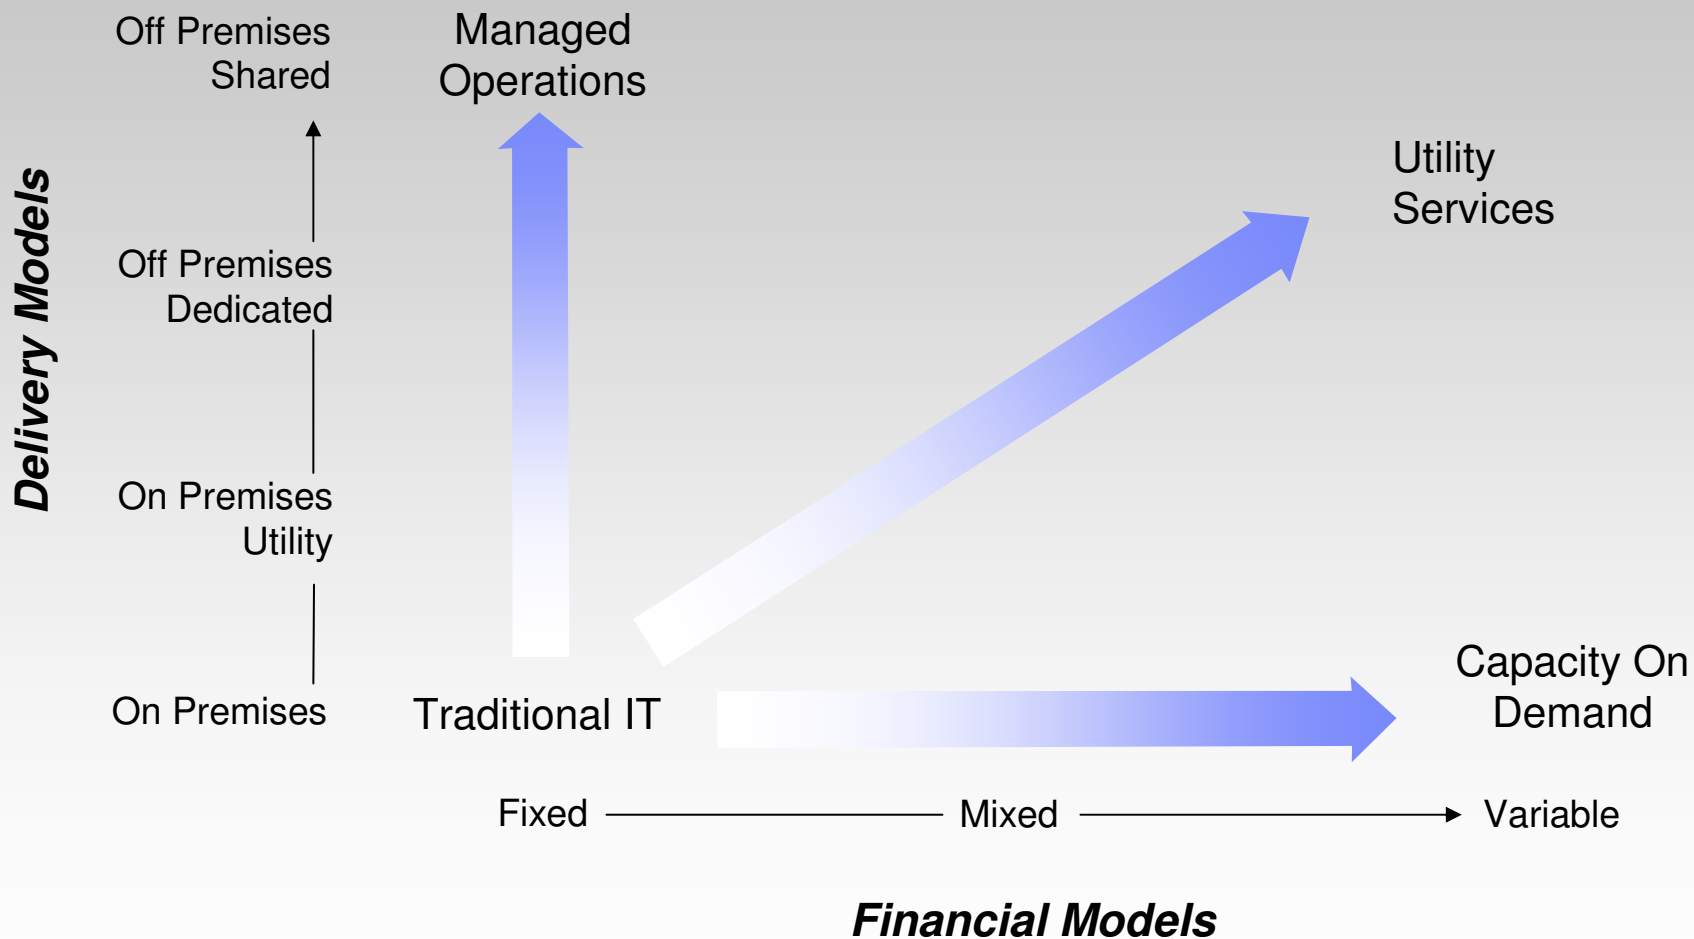 Off Premises
Shared
Managed
Operations
Utility
Services
Delivery Models
Off Premises
Dedicated
On Premises
Utility
On Premises
Traditional IT
Capacity On
Demand
Fixed
Mixed
Variable
Financial Models